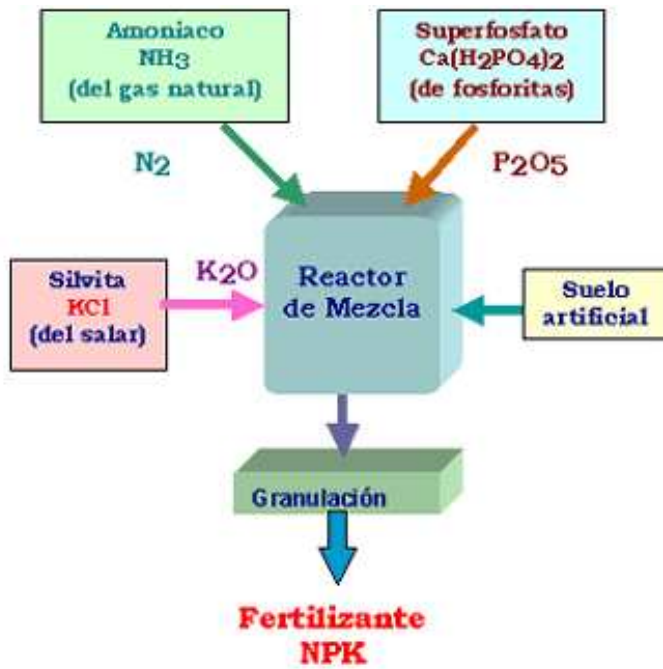 Amoniaco
NH3
(del gas natural)
Superfosfato
Ca(H2PO4)2
(de fosforitas)
N2
P2O5
Silvita
KCl
(del salar)
K2O
Reactor
de Mezcla
Suelo
artificial
Granulación
Fertilizante
NPK